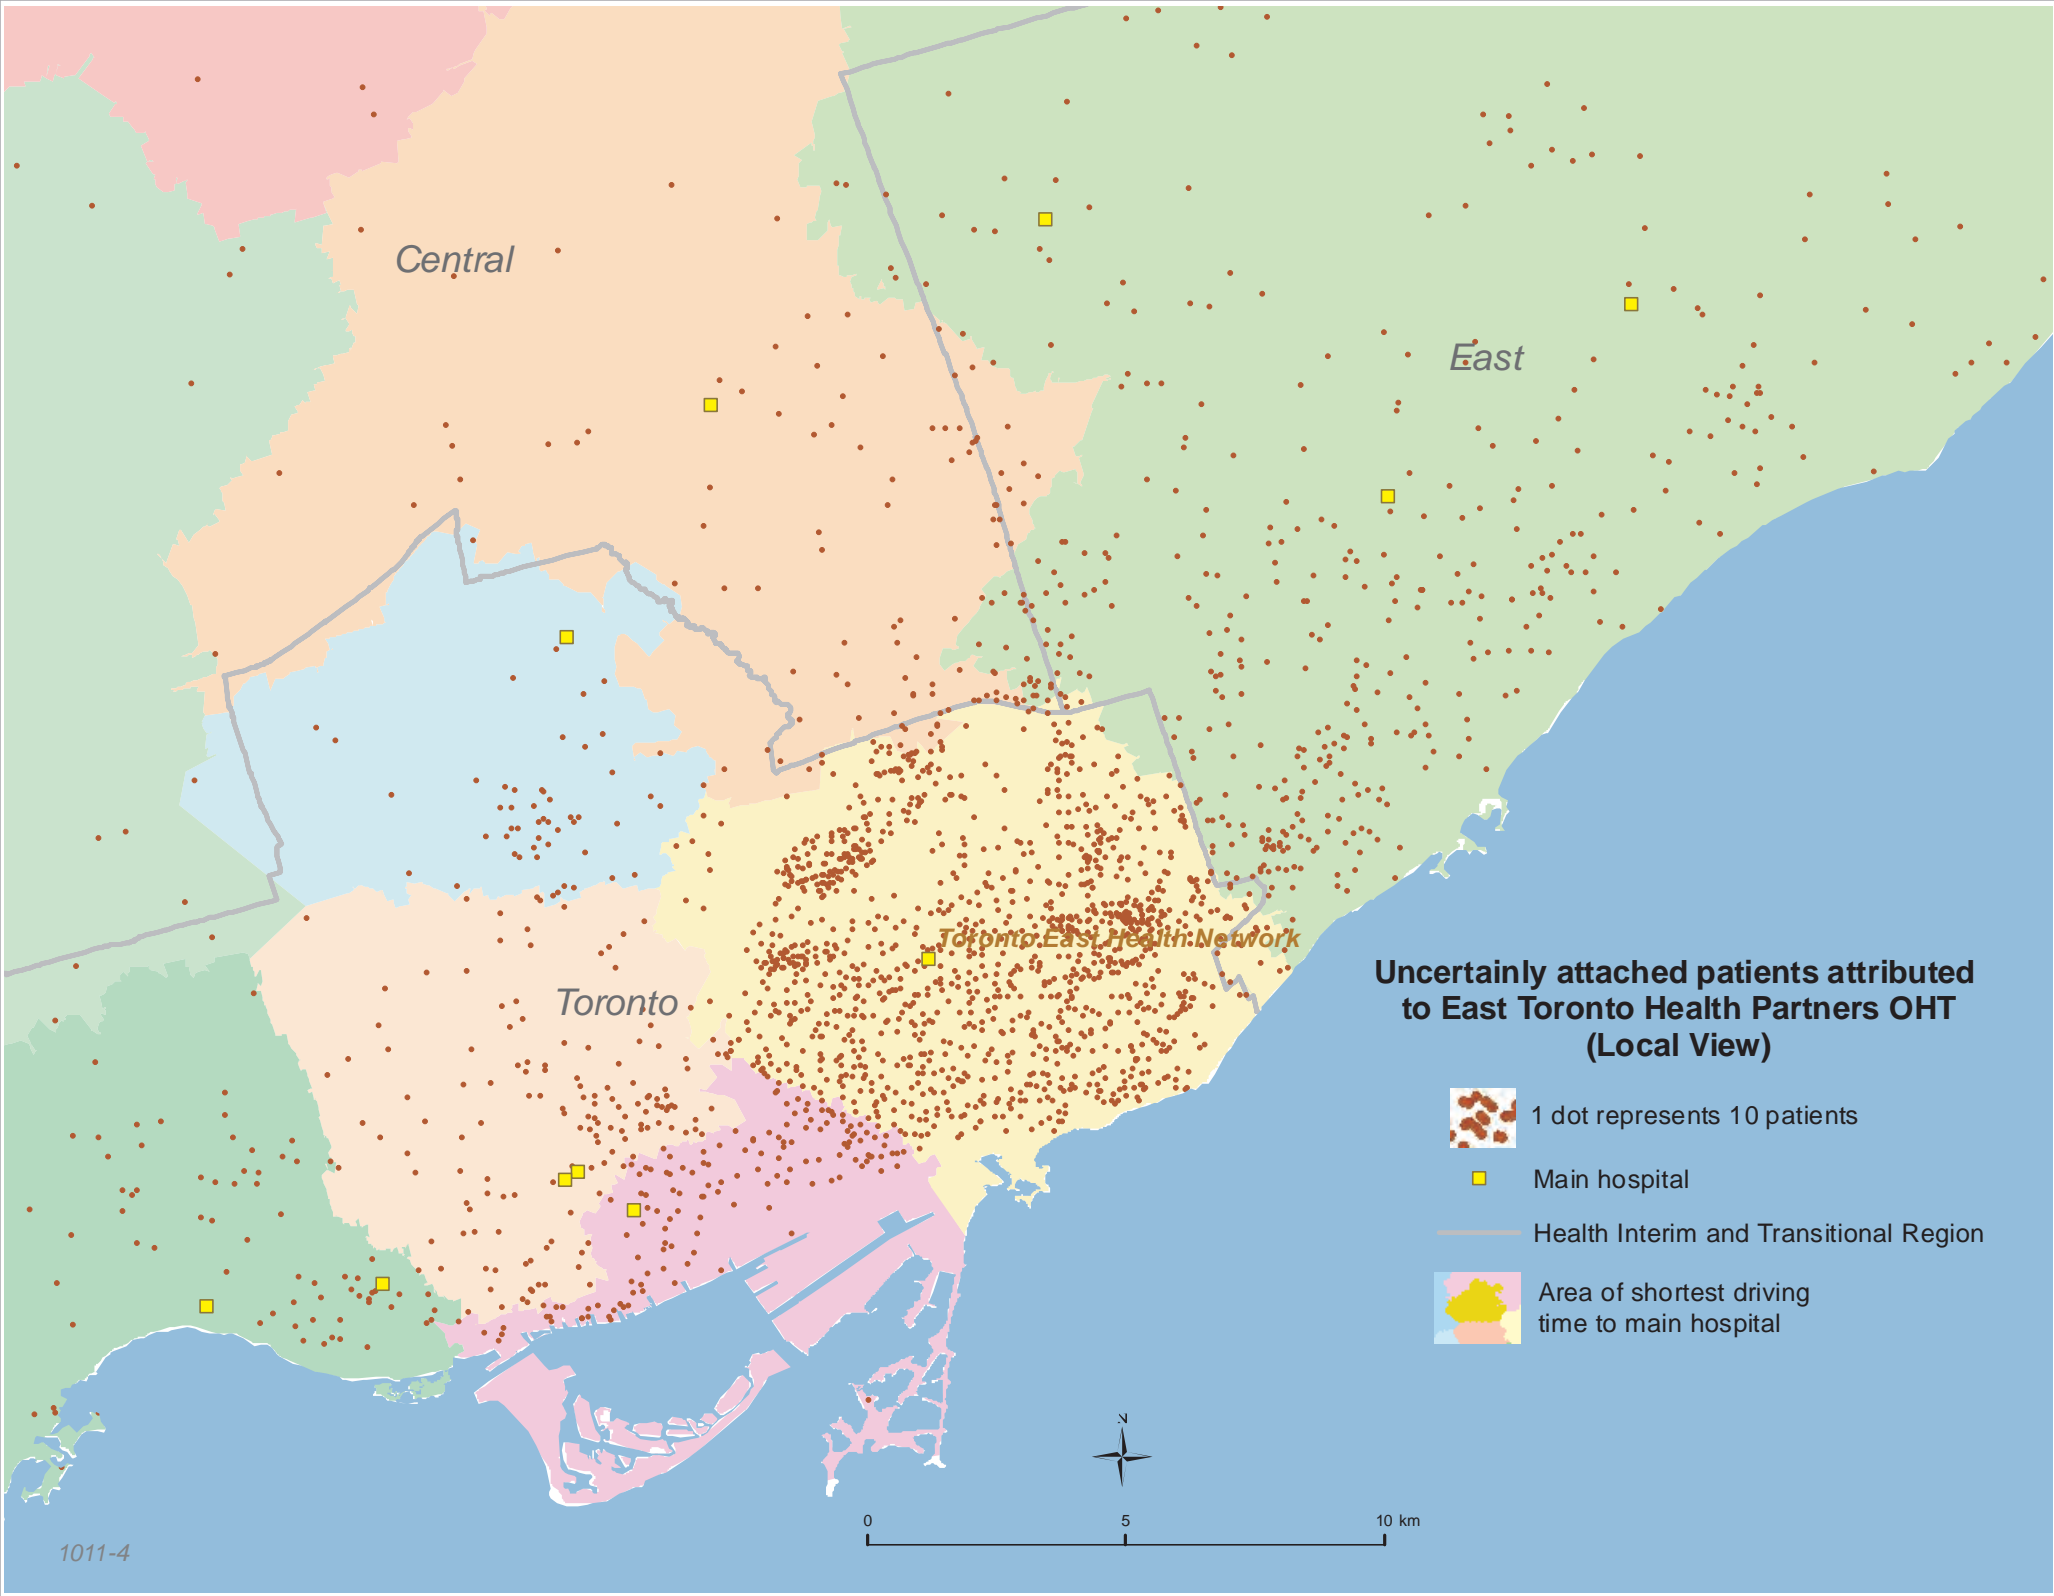 Central
East
Toronto East Health Network
Toronto
Uncertainly attached patients attributed
to East Toronto Health Partners OHT
(Local View)
1 dot represents 10 patients
Main hospital
Health Interim and Transitional Region
Area of shortest driving
time to main hospital
N
0 5 10 km
1011-4